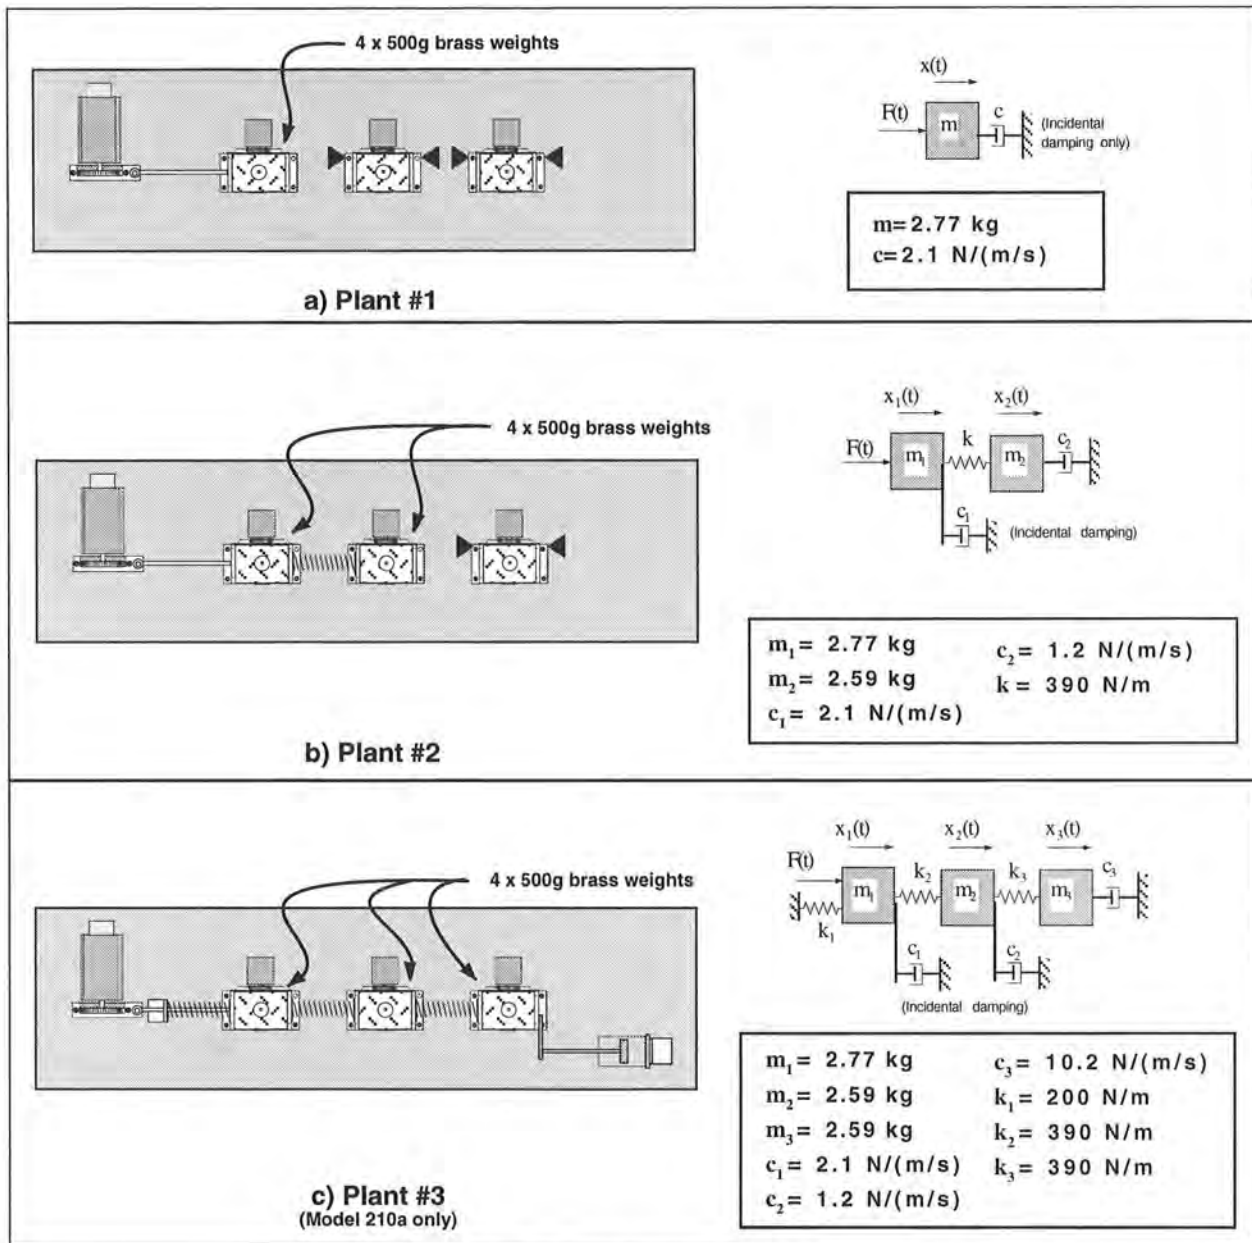 4 x 500g brass weights
x(t)
F(t)
m
c
(Incidental
damping only)
m=2.77 kg
c=2.1 N/(m/s)
a) Plant #1
4 x 500g brass weights
x₁(t)
x₂(t)
F(t)
m₁
k
m₂
c₂
c₁
(Incidental damping)
m₁= 2.77 kg
m₂= 2.59 kg
c₁= 2.1 N/(m/s)
c₂= 1.2 N/(m/s)
k = 390 N/m
b) Plant #2
4 x 500g brass weights
x₁(t)
x₂(t)
x₃(t)
F(t)
m₁
k₂
m₂
k₃
m₃
c₃
k₁
c₁
c₂
(Incidental damping)
m₁= 2.77 kg
m₂= 2.59 kg
m₃= 2.59 kg
c₁= 2.1 N/(m/s)
c₂= 1.2 N/(m/s)
c₃= 10.2 N/(m/s)
k₁= 200 N/m
k₂= 390 N/m
k₃= 390 N/m
c) Plant #3
(Model 210a only)